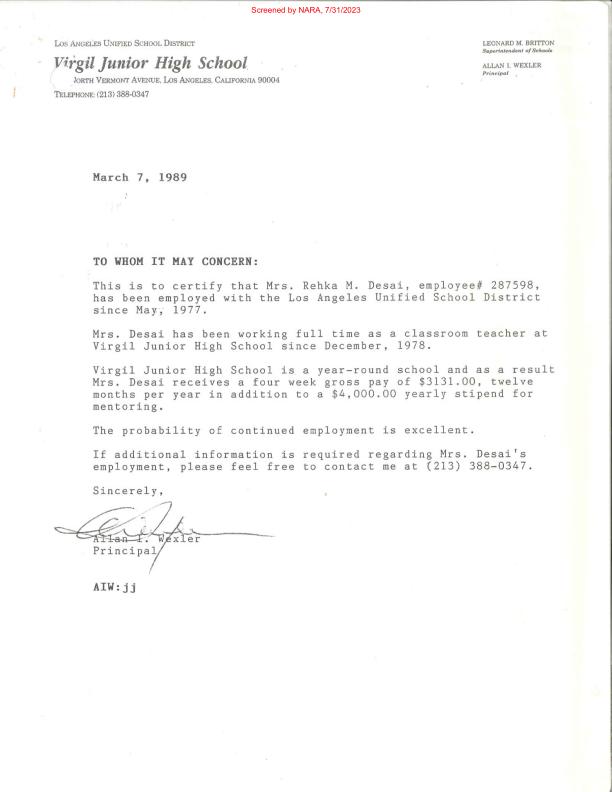 Screened by NARA, 7/31/2023
LOS ANGELES UNIFIED SCHOOL DISTRICT
Virgil Junior High School
NORTH VERMONT AVENUE, LOS ANGELES, CALIFORNIA 90004
TELEPHONE: (213) 388-0347
LEONARD M. BRITTON
Superintendent of Schools
ALLAN I. WEXLER
Principal
March 7, 1989
TO WHOM IT MAY CONCERN:
This is to certify that Mrs. Rehka M. Desai, employee# 287598,
has been employed with the Los Angeles Unified School District
since May, 1977.
Mrs. Desai has been working full time as a classroom teacher at
Virgil Junior High School since December, 1978.
Virgil Junior High School is a year-round school and as a result
Mrs. Desai receives a four week gross pay of $3131.00, twelve
months per year in addition to a $4,000.00 yearly stipend for
mentoring.
The probability of continued employment is excellent.
If additional information is required regarding Mrs. Desai's
employment, please feel free to contact me at (213) 388-0347.
Sincerely,
Allan I. Wexler
Principal
AIW:jj